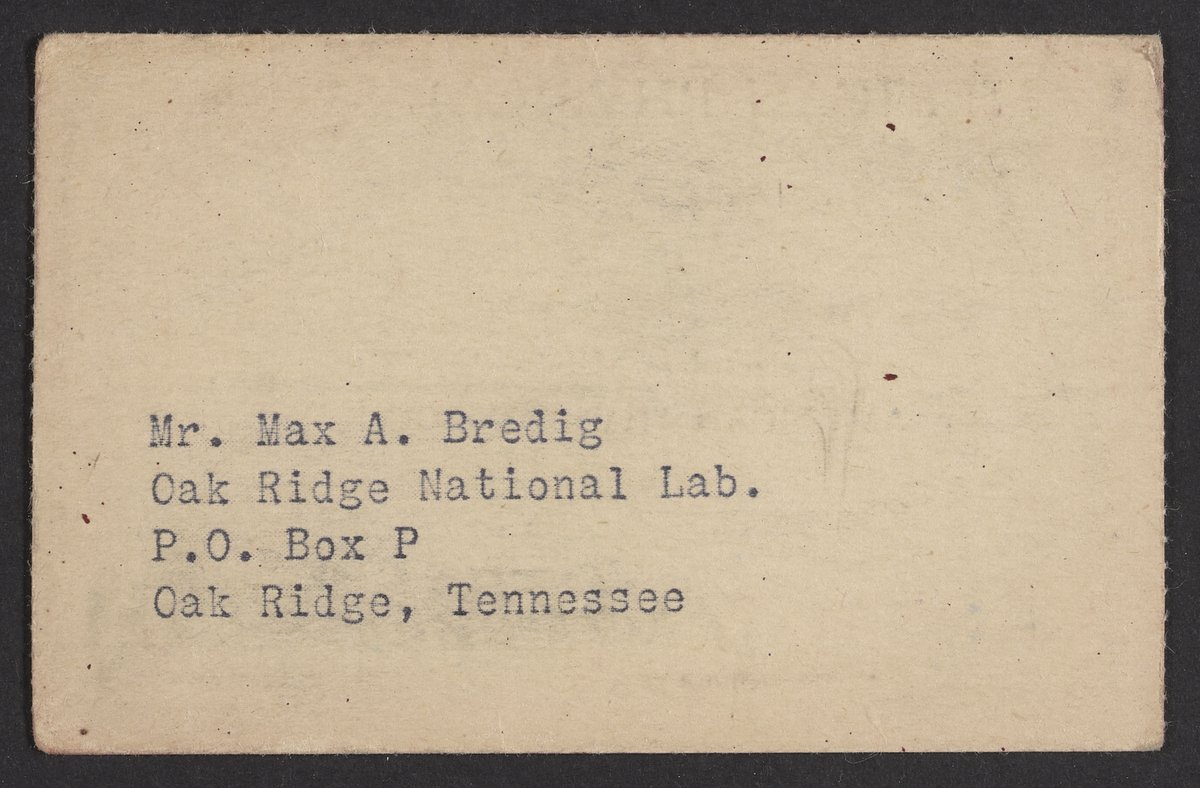 Mr. Max A. Bredig
Oak Ridge National Lab.
P.O. Box P
Oak Ridge, Tennessee